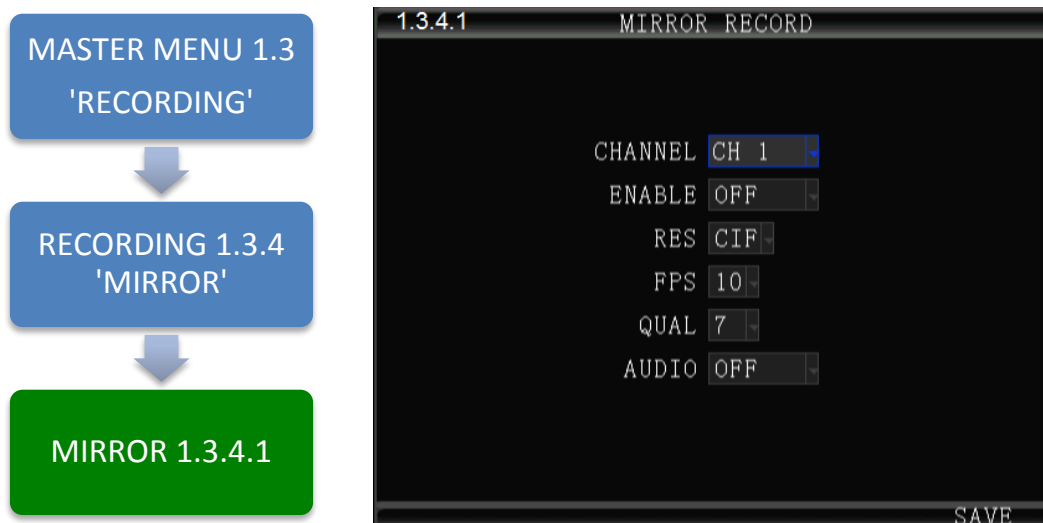 MASTER MENU 1.3
'RECORDING'
RECORDING 1.3.4
'MIRROR'
MIRROR 1.3.4.1
1.3.4.1 MIRROR RECORD
CHANNEL CH 1
ENABLE OFF
RES CIF
FPS 10
QUAL 7
AUDIO OFF
SAVE